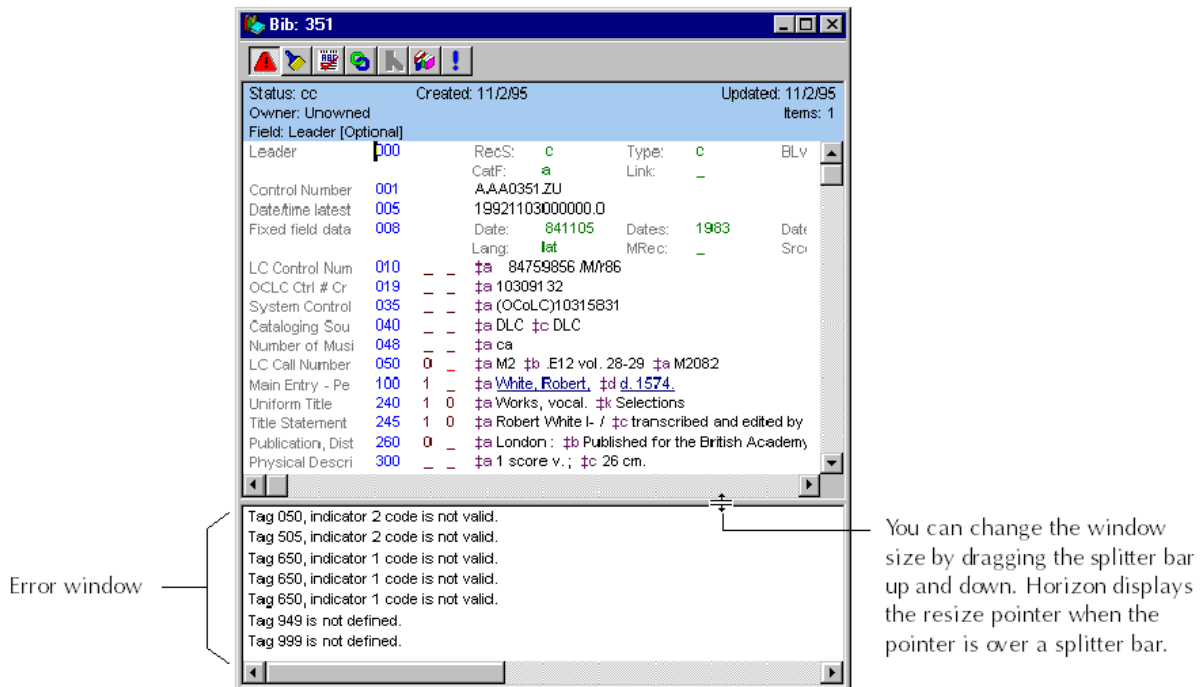 Bib: 351
Status: cc Created: 11/2/95 Updated: 11/2/95
Owner: Unowned Items: 1
Field: Leader [Optional]
Leader 000 RecS: c Type: c BLv
CatF: a Link: _
Control Number 001 AAA0351ZU
Date/time latest 005 19921103000000.0
Fixed field data 008 Date: 841105 Dates: 1983 Date
Lang: lat MRec: _ Src
LC Control Num 010 _ _ ‡a 84759856 /M/r86
OCLC Ctrl # Cr 019 _ _ ‡a 10309132
System Control 035 _ _ ‡a (OCoLC)10315831
Cataloging Sou 040 _ _ ‡a DLC ‡c DLC
Number of Musi 048 _ _ ‡a ca
LC Call Number 050 0 _ ‡a M2 ‡b .E12 vol. 28-29 ‡a M2082
Main Entry - Pe 100 1 _ ‡a White, Robert, ‡d d. 1574.
Uniform Title 240 1 0 ‡a Works, vocal. ‡k Selections
Title Statement 245 1 0 ‡a Robert White I- / ‡c transcribed and edited by
Publication, Dist 260 0 _ ‡a London : ‡b Published for the British Academy
Physical Descri 300 _ _ ‡a 1 score v. ; ‡c 26 cm.
Tag 050, indicator 2 code is not valid.
Tag 505, indicator 2 code is not valid.
Tag 650, indicator 1 code is not valid.
Tag 650, indicator 1 code is not valid.
Tag 650, indicator 1 code is not valid.
Tag 949 is not defined.
Tag 999 is not defined.
Error window
You can change the window
size by dragging the splitter bar
up and down. Horizon displays
the resize pointer when the
pointer is over a splitter bar.